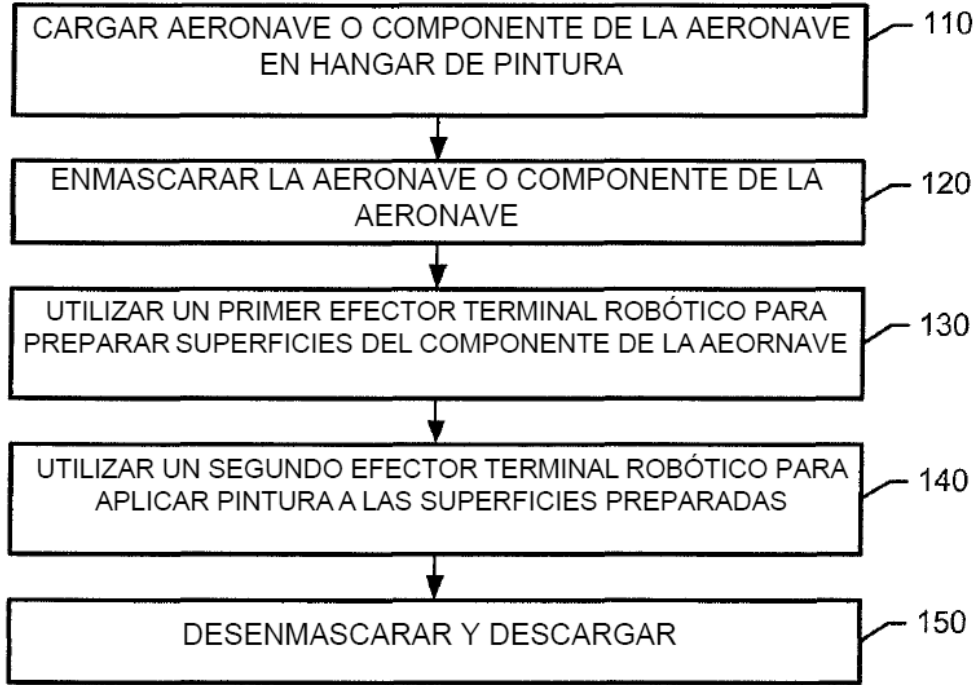 CARGAR AERONAVE O COMPONENTE DE LA AERONAVE
EN HANGAR DE PINTURA
110
ENMASCARAR LA AERONAVE O COMPONENTE DE LA
AERONAVE
120
UTILIZAR UN PRIMER EFECTOR TERMINAL ROBÓTICO PARA
PREPARAR SUPERFICIES DEL COMPONENTE DE LA AEORNAVE
130
UTILIZAR UN SEGUNDO EFECTOR TERMINAL ROBÓTICO PARA
APLICAR PINTURA A LAS SUPERFICIES PREPARADAS
140
DESENMASCARAR Y DESCARGAR
150